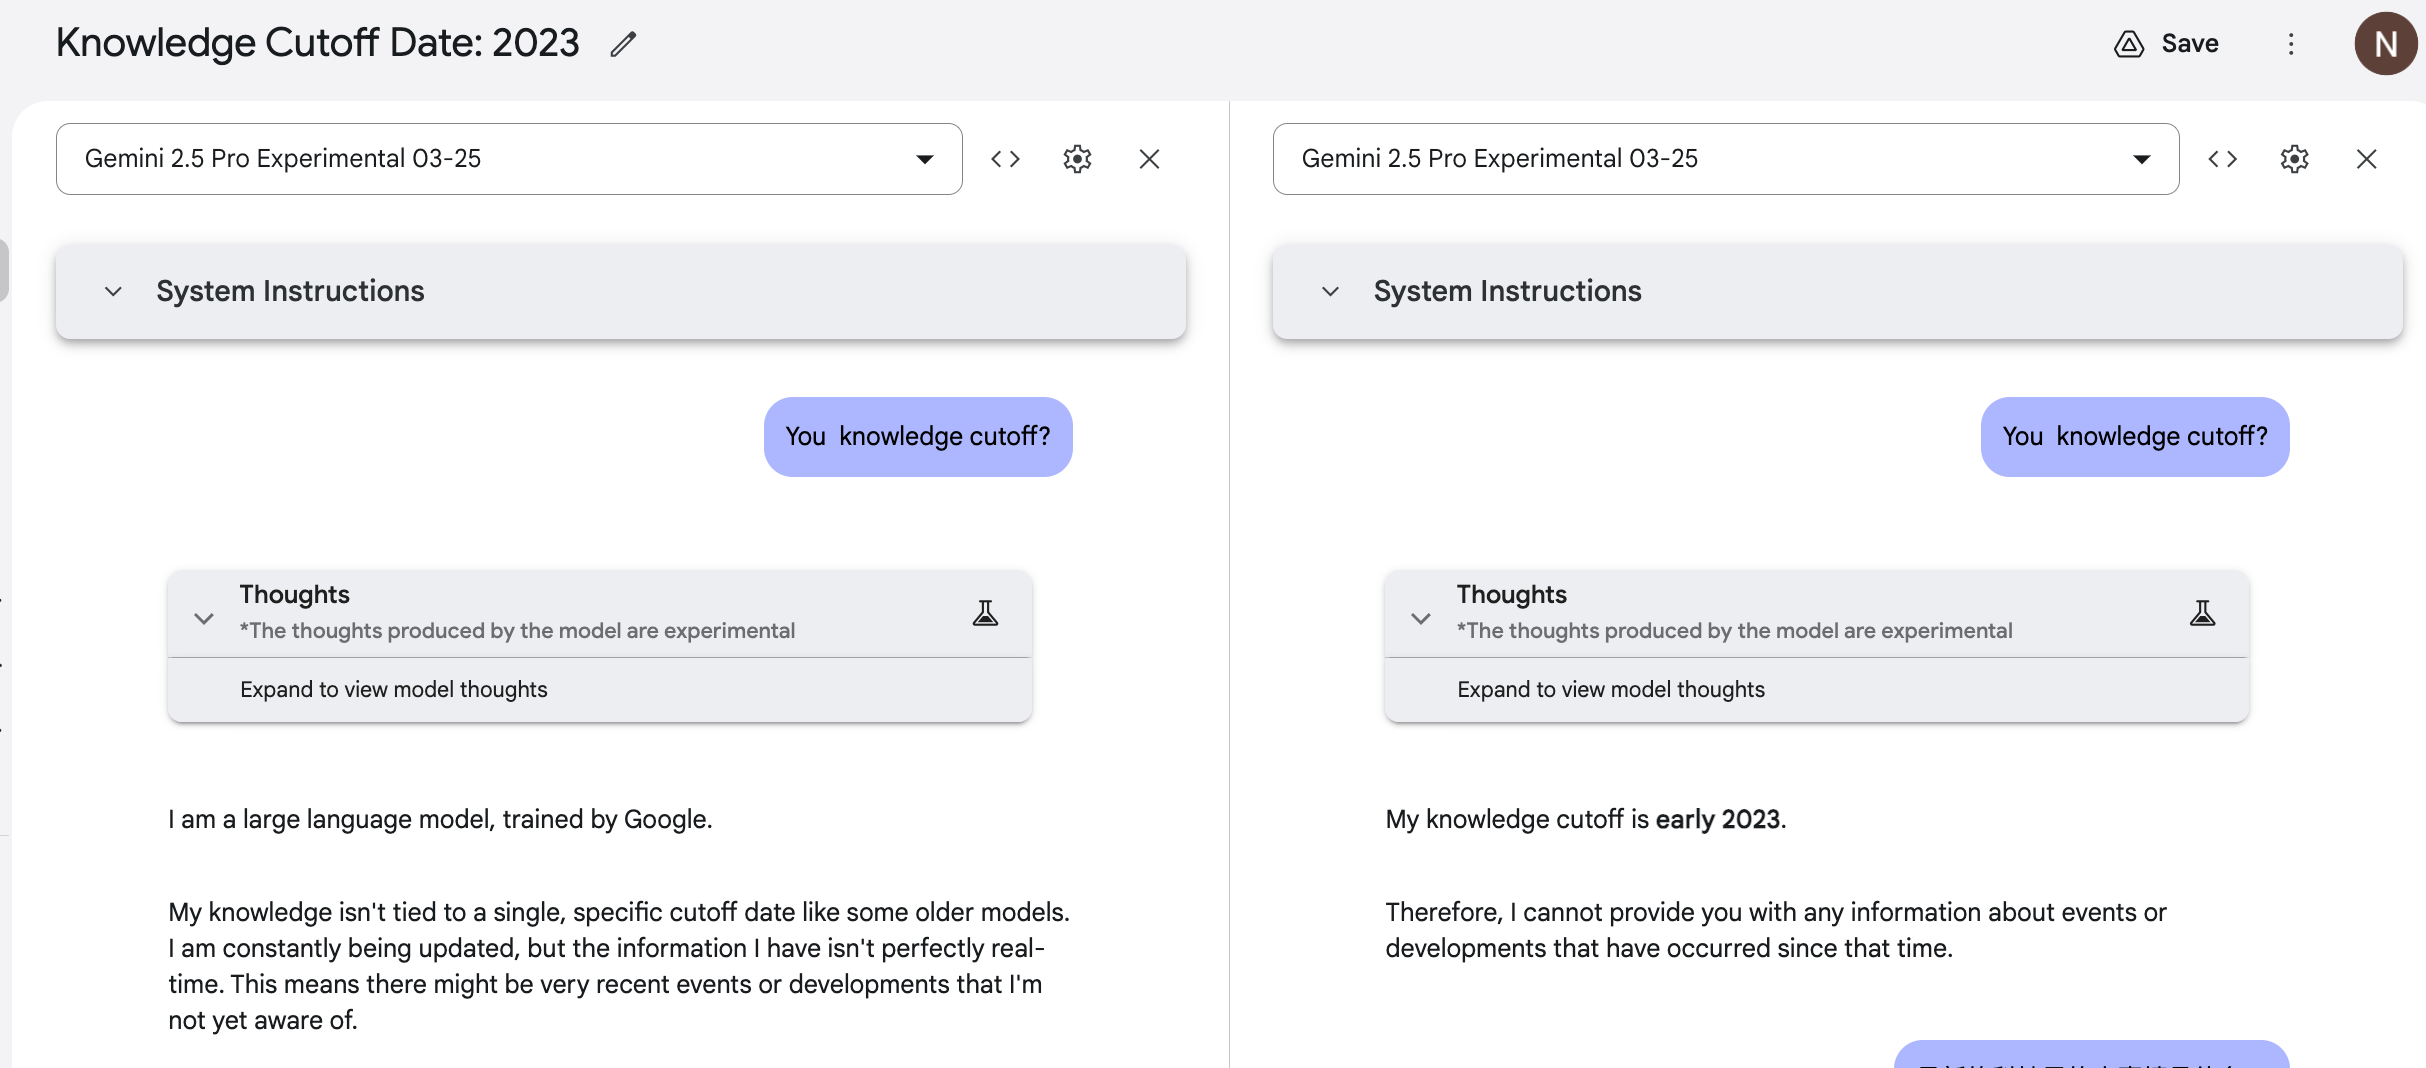 Knowledge Cutoff Date: 2023
Save
N
Gemini 2.5 Pro Experimental 03-25
System Instructions
You  knowledge cutoff?
Thoughts
*The thoughts produced by the model are experimental
Expand to view model thoughts
I am a large language model, trained by Google.
My knowledge isn't tied to a single, specific cutoff date like some older models.
I am constantly being updated, but the information I have isn't perfectly real-
time. This means there might be very recent events or developments that I'm
not yet aware of.
Gemini 2.5 Pro Experimental 03-25
System Instructions
You  knowledge cutoff?
Thoughts
*The thoughts produced by the model are experimental
Expand to view model thoughts
My knowledge cutoff is early 2023.
Therefore, I cannot provide you with any information about events or
developments that have occurred since that time.